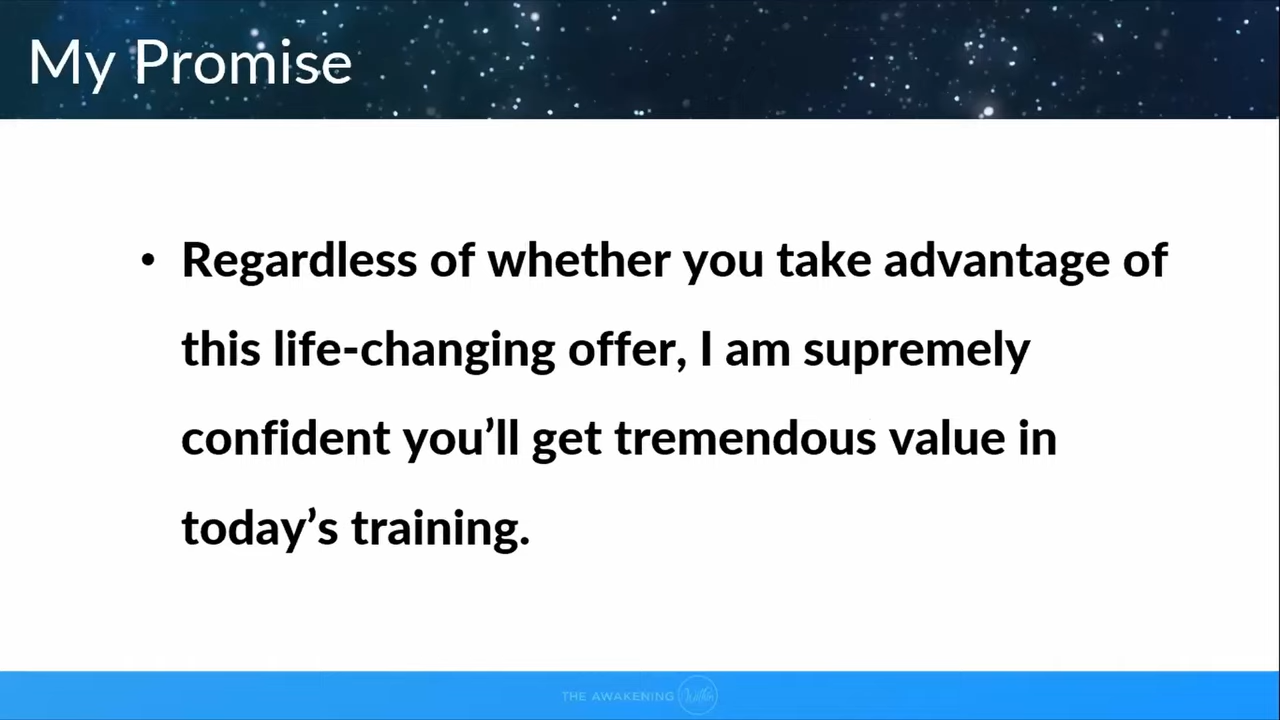 My Promise
• Regardless of whether you take advantage of
this life-changing offer, I am supremely
confident you’ll get tremendous value in
today’s training.
THE AWAKENING Within